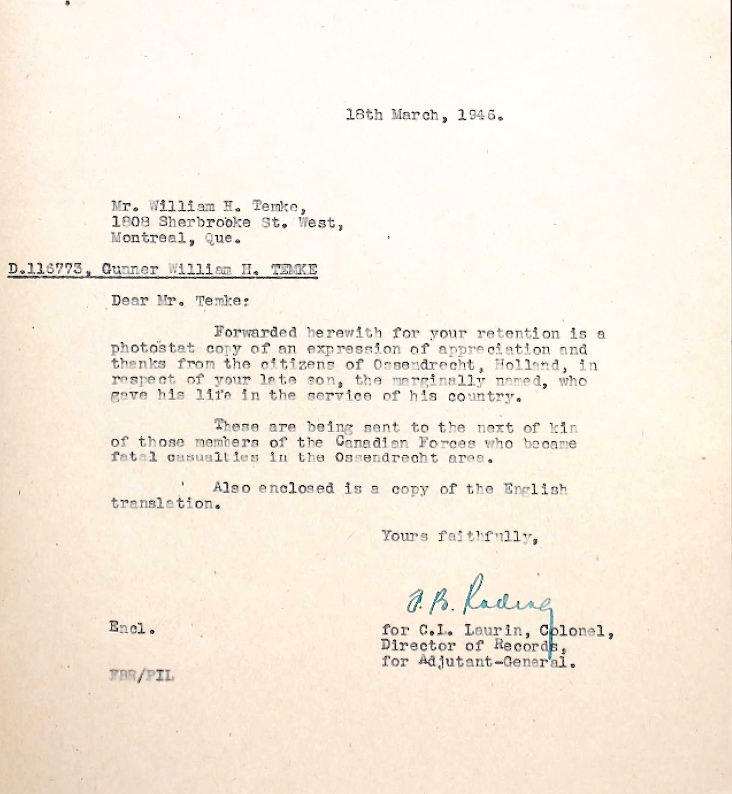 18th March, 1946.
Mr. William H. Temke,
1808 Sherbrooke St. West,
Montreal, Que.
D.116773, Gunner William H. TEMKE
Dear Mr. Temke:
Forwarded herewith for your retention is a
photostat copy of an expression of appreciation and
thanks from the citizens of Ossendrecht, Holland, in
respect of your late son, the marginally named, who
gave his life in the service of his country.
These are being sent to the next of kin
of those members of the Canadian Forces who became
fatal casualties in the Ossendrecht area.
Also enclosed is a copy of the English
translation.
Yours faithfully,
F. B.
Encl.
for C.L. Laurin, Colonel,
Director of Records,
for Adjutant-General.
FBR/PIL